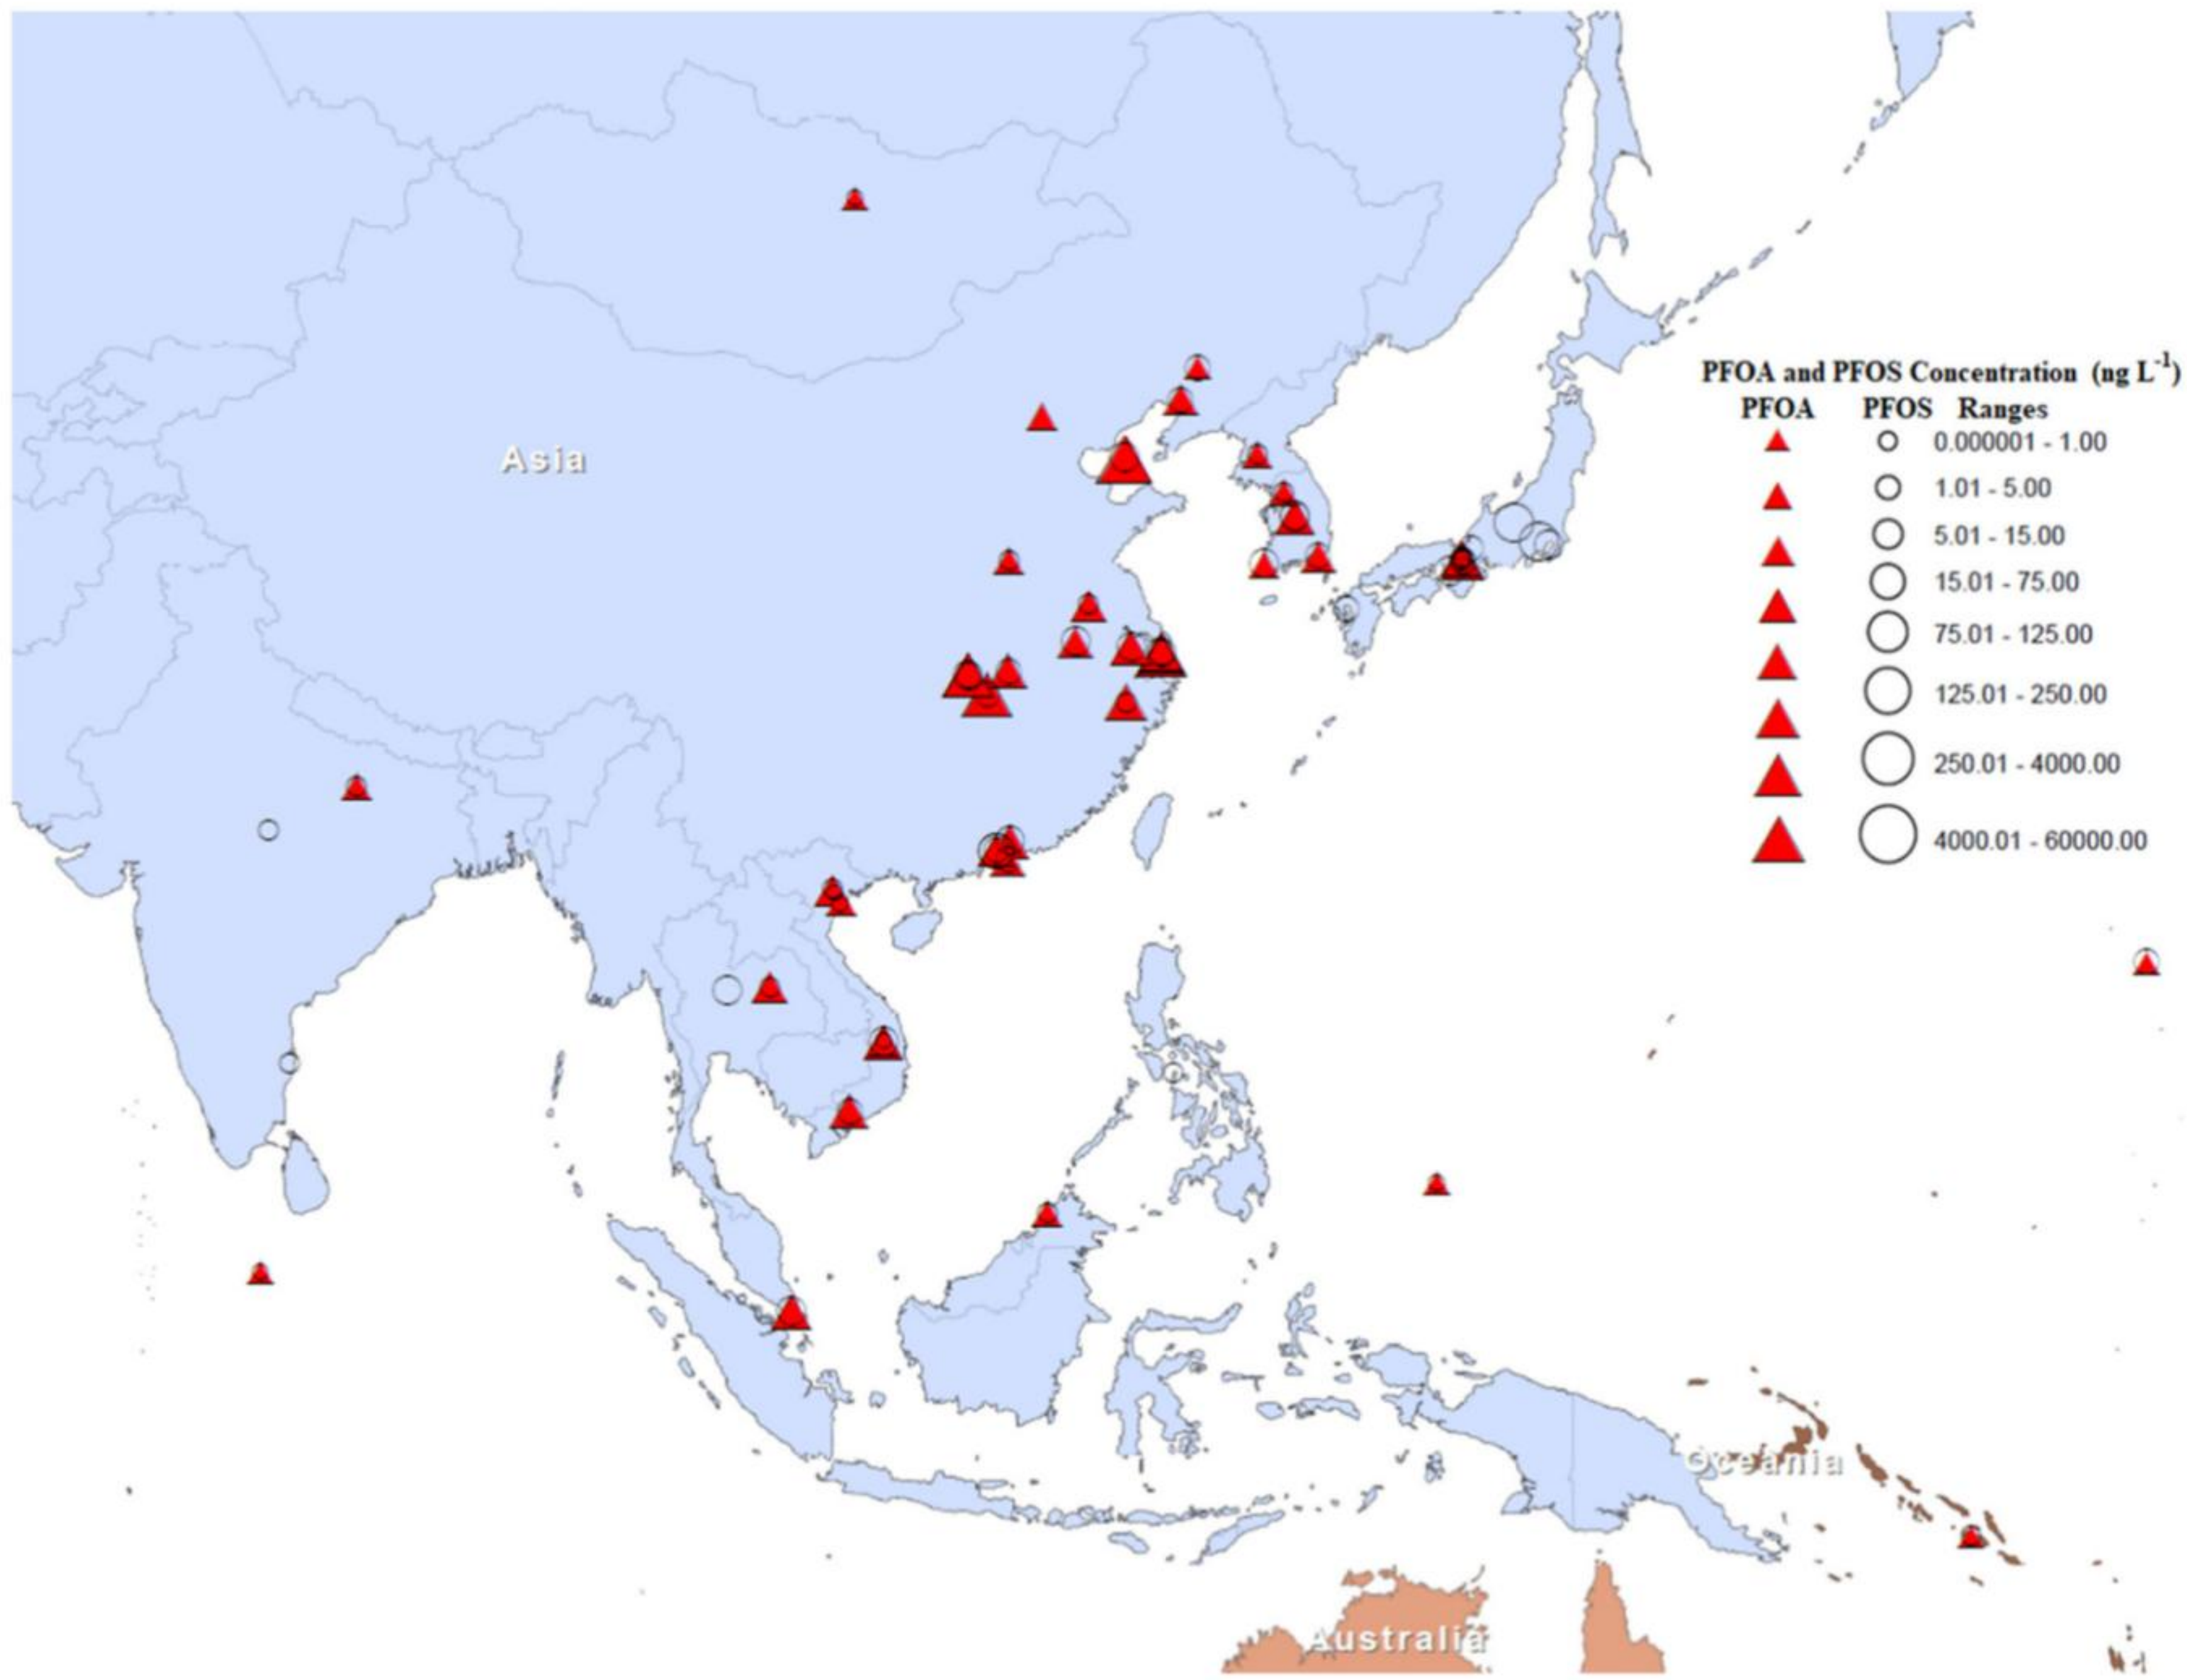 Asia
PFOA and PFOS Concentration (ng L⁻¹)
PFOA PFOS Ranges
0.000001 - 1.00
1.01 - 5.00
5.01 - 15.00
15.01 - 75.00
75.01 - 125.00
125.01 - 250.00
250.01 - 4000.00
4000.01 - 60000.00
Oceania
Australia